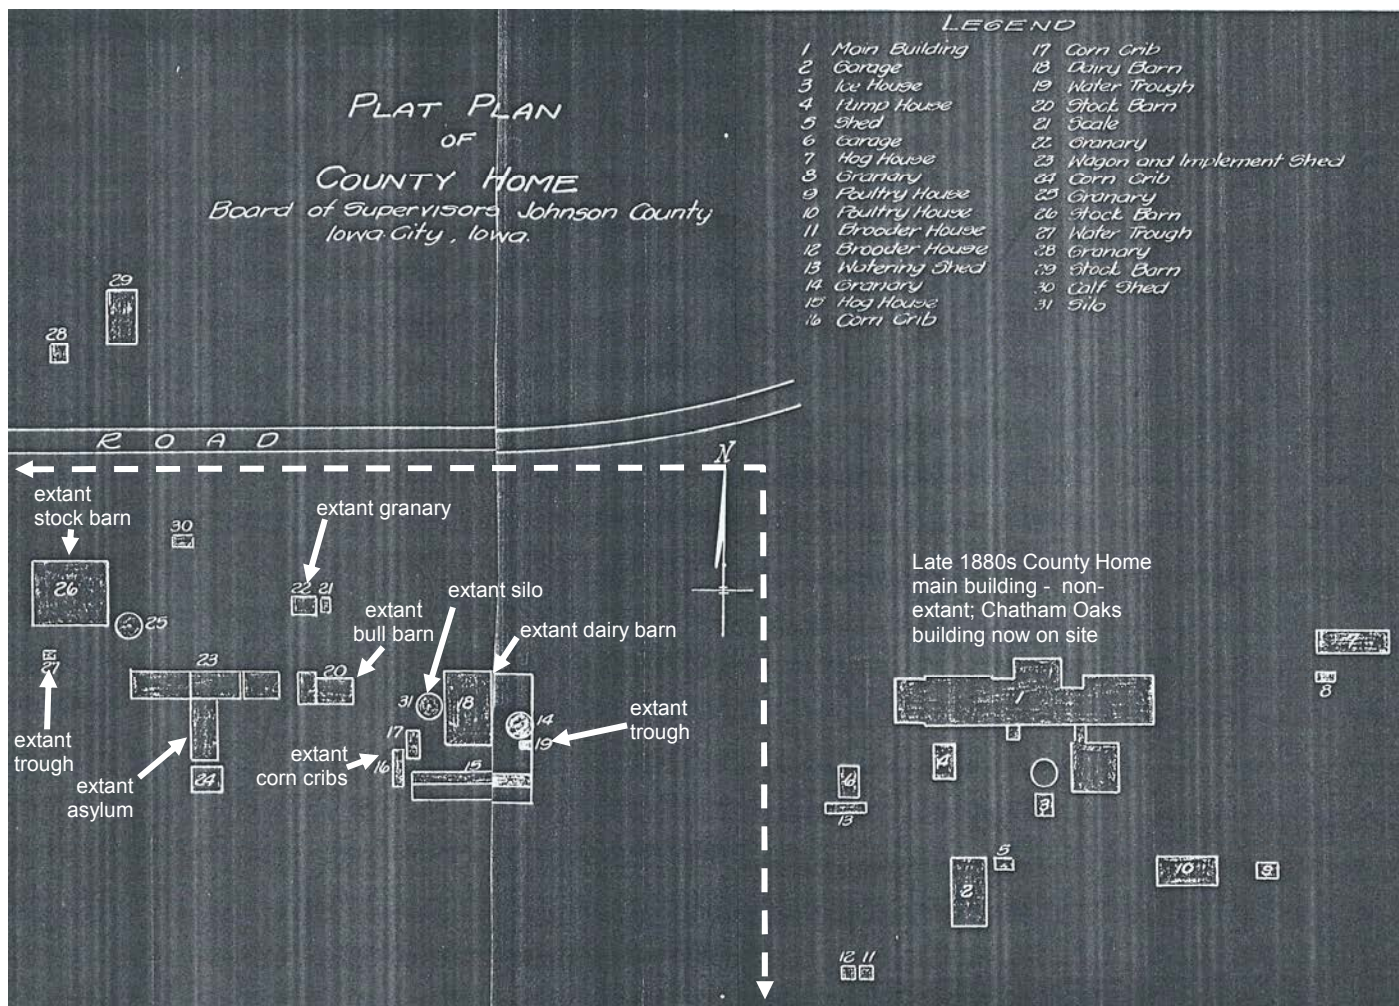 LEGEND
1 Main Building
2 Garage
3 Ice House
4 Pump House
5 Shed
6 Garage
7 Hog House
8 Granary
9 Poultry House
10 Poultry House
11 Brooder House
12 Brooder House
13 Watering Shed
14 Granary
15 Hog House
16 Corn Crib
17 Corn Crib
18 Dairy Barn
19 Water Trough
20 Stock Barn
21 Scale
22 Granary
23 Wagon and Implement Shed
24 Corn Crib
25 Granary
26 Stock Barn
27 Water Trough
28 Granary
29 Stock Barn
30 Calf Shed
31 Silo
PLAT PLAN
OF
COUNTY HOME
Board of Supervisors Johnson County
Iowa City, Iowa.
29
28
ROAD
N
extant
stock barn
extant granary
30
26
25
22 21
extant silo
extant
bull barn
extant dairy barn
Late 1880s County Home
main building - non-
extant; Chatham Oaks
building now on site
27
23
20
31
18
14
19
extant
trough
extant
trough
extant
asylum
24
17
16
15
extant
corn cribs
1
7
8
4
6
13
3
5
2
10
9
12 11